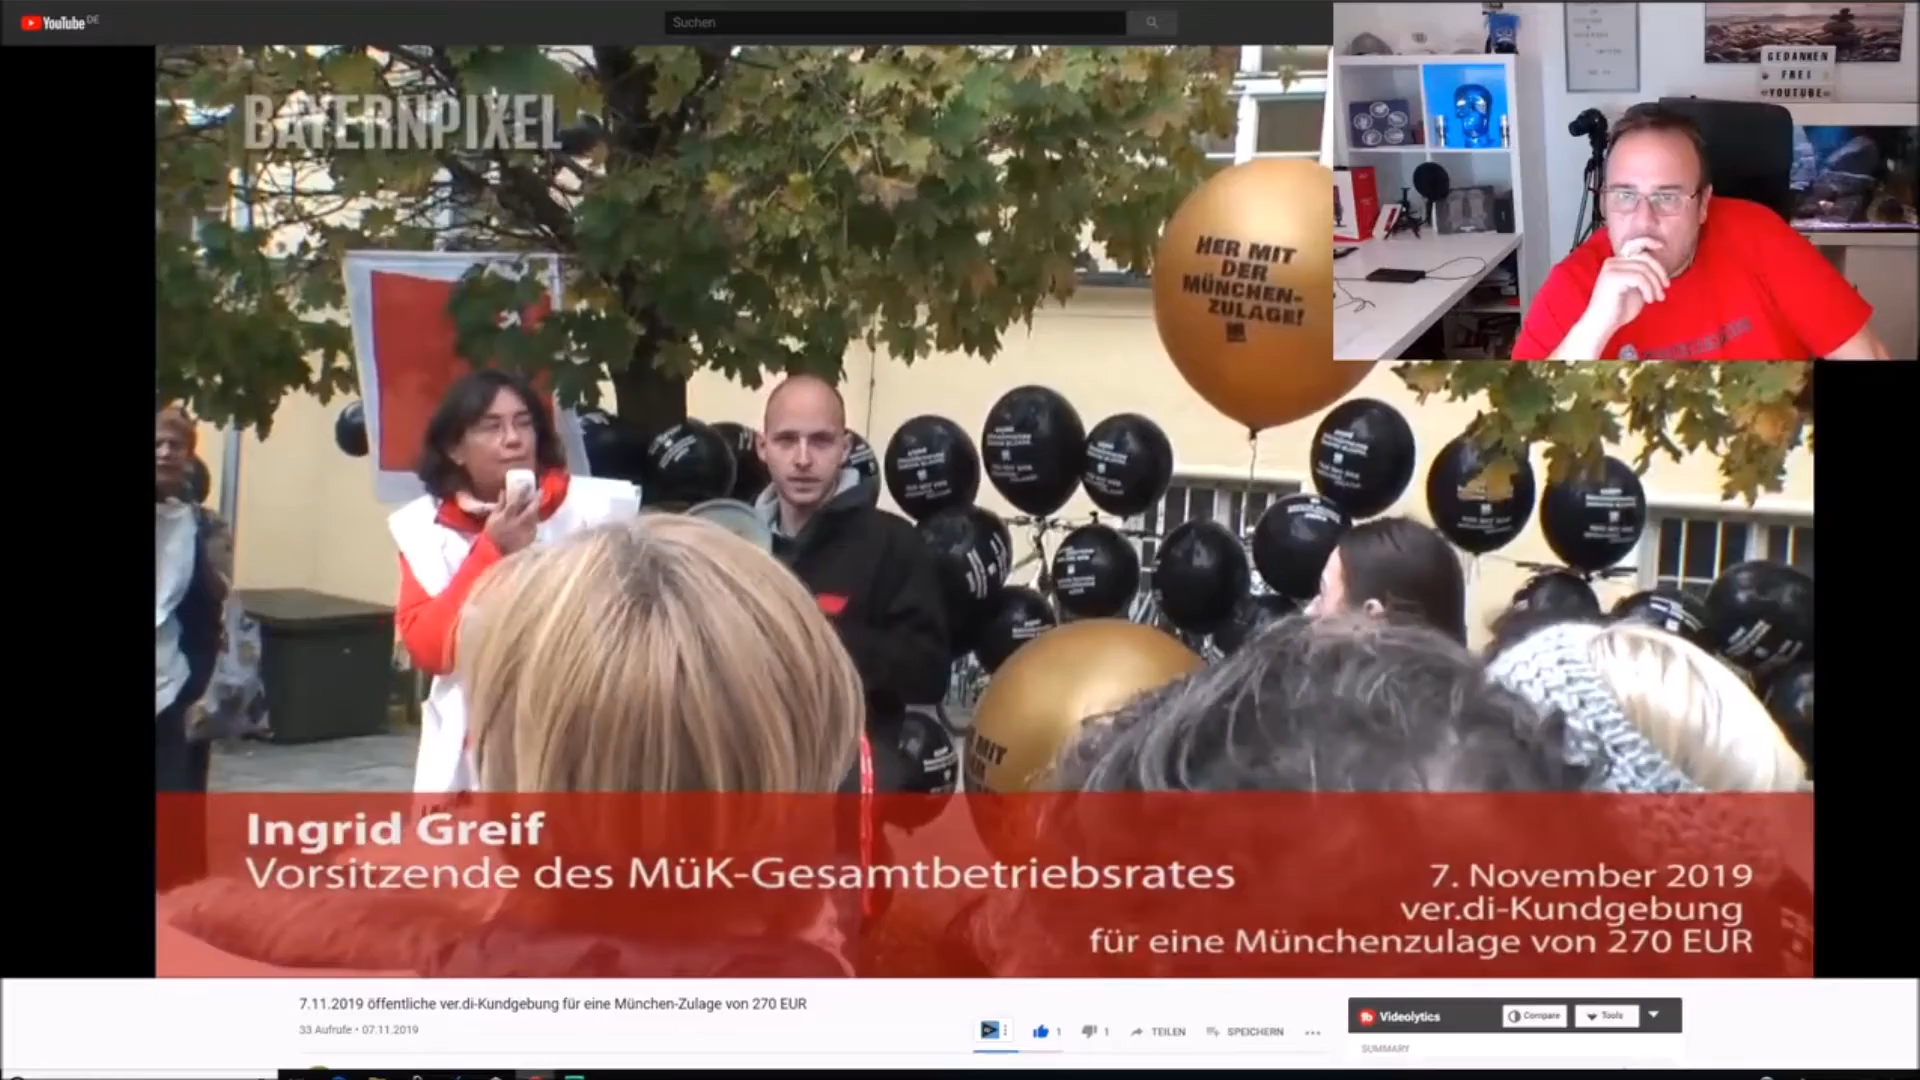 YouTube DE
Suchen
GEDANKEN
FREI
YOUTUBE
BAYERNPIXEL
HER MIT
DER
MÜNCHEN-
ZULAGE!
MIT
Ingrid Greif
Vorsitzende des MüK-Gesamtbetriebsrates
7. November 2019
ver.di-Kundgebung
für eine Münchenzulage von 270 EUR
7.11.2019 öffentliche ver.di-Kundgebung für eine München-Zulage von 270 EUR
33 Aufrufe • 07.11.2019
1
1
TEILEN
SPEICHERN
Videolytics
Compare
Tools
SUMMARY